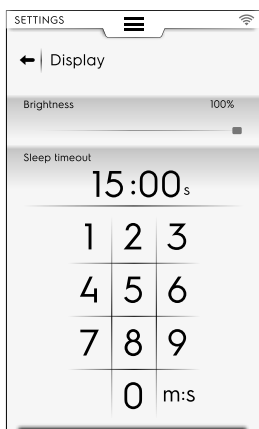 SETTINGS
Display
Brightness 100%
Sleep timeout
15:00s
1 2 3
4 5 6
7 8 9
0 m:s